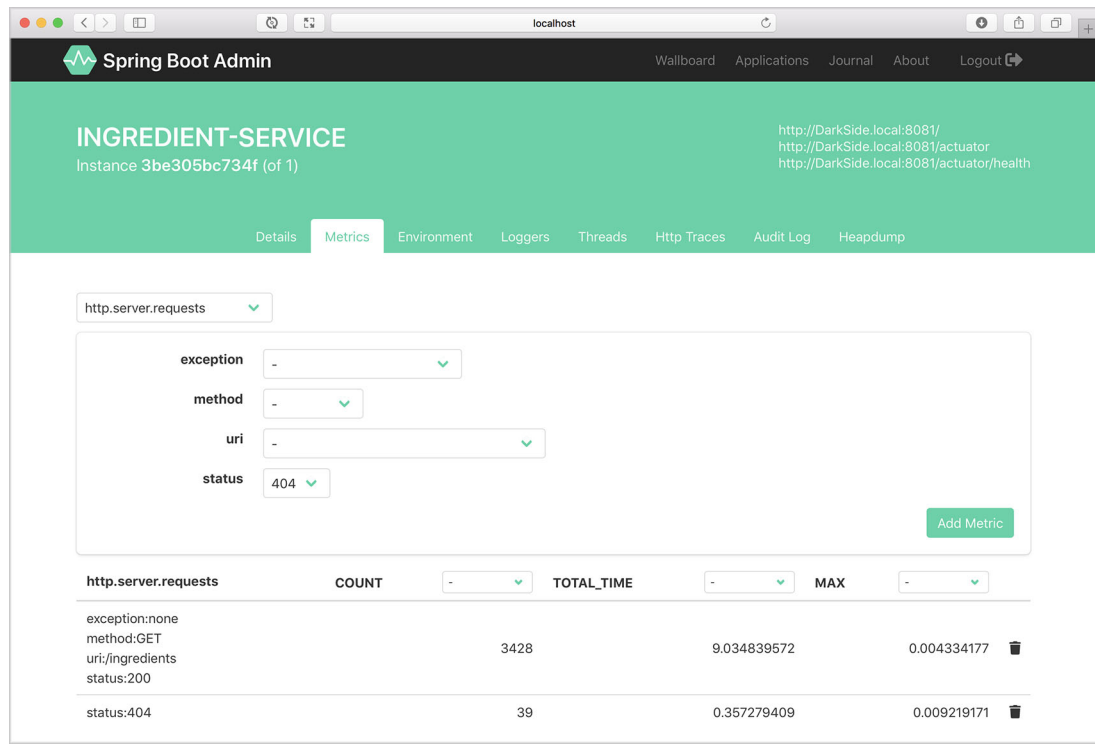 localhost
Spring Boot Admin
Wallboard Applications Journal About Logout
INGREDIENT-SERVICE
Instance 3be305bc734f (of 1)
http://DarkSide.local:8081/
http://DarkSide.local:8081/actuator
http://DarkSide.local:8081/actuator/health
Details Metrics Environment Loggers Threads Http Traces Audit Log Heapdump
http.server.requests
exception -
method -
uri -
status 404
Add Metric
http.server.requests COUNT - TOTAL_TIME - MAX -
exception:none
method:GET
uri:/ingredients
status:200
3428 9.034839572 0.004334177
status:404 39 0.357279409 0.009219171